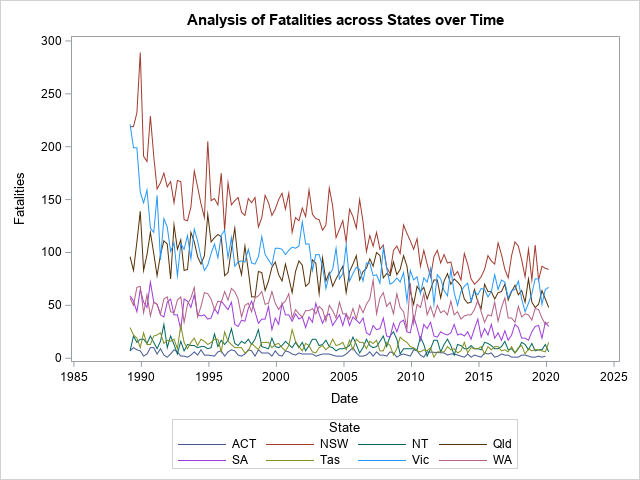 Analysis of Fatalities across States over Time
300
250
200
150
100
50
0
Fatalities
1985 1990 1995 2000 2005 2010 2015 2020 2025
Date
State
ACT NSW NT Qld
SA Tas Vic WA